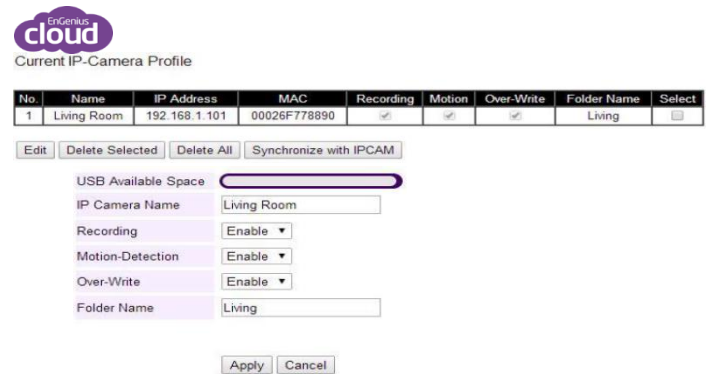 EnGenius
cloud
Current IP-Camera Profile
No. Name IP Address MAC Recording Motion Over-Write Folder Name Select
1 Living Room 192.168.1.101 00026F778890 Living
Edit Delete Selected Delete All Synchronize with IPCAM
USB Available Space
IP Camera Name Living Room
Recording Enable
Motion-Detection Enable
Over-Write Enable
Folder Name Living
Apply Cancel